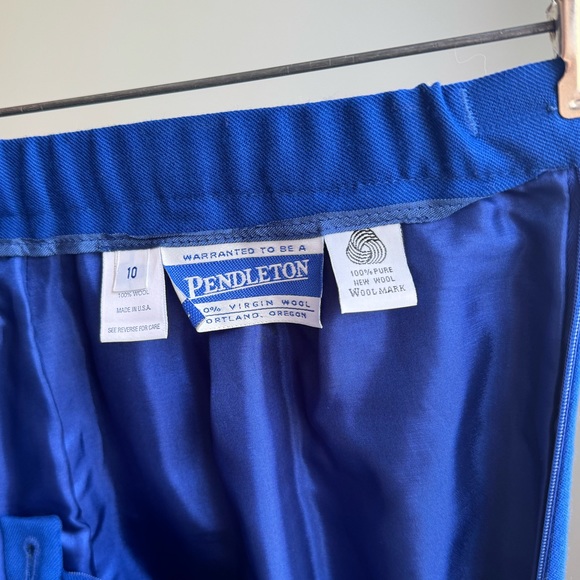 10
100% WOOL
MADE IN U.S.A.
SEE REVERSE FOR CARE
WARRANTED TO BE A
PENDLETON
0% VIRGIN WOOL
ORTLAND, OREGON
100% PURE
NEW WOOL
WOOLMARK